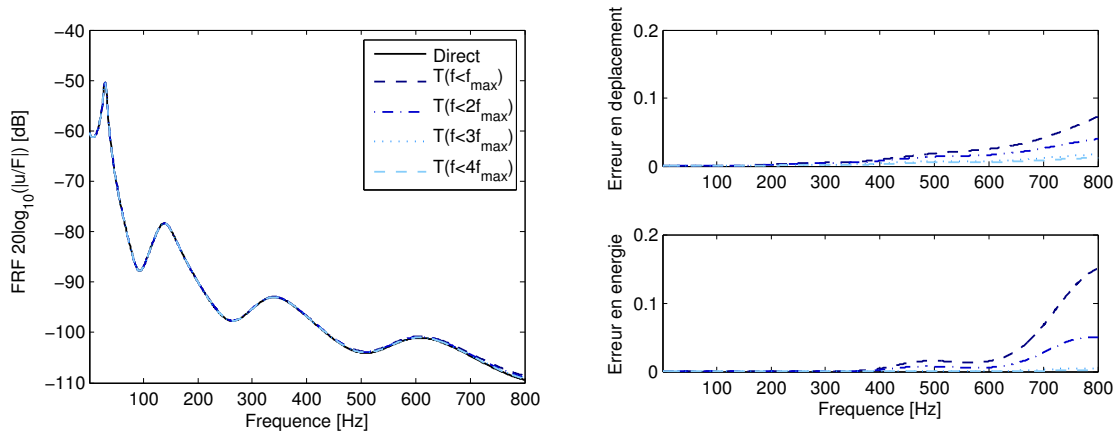 −40
−50
−60
−70
−80
−90
−100
−110
FRF 20log10(|u/F|) [dB]
Direct
T(f<fmax)
T(f<2fmax)
T(f<3fmax)
T(f<4fmax)
100 200 300 400 500 600 700 800
Frequence [Hz]
0.2
0.1
0
Erreur en deplacement
100 200 300 400 500 600 700 800
0.2
0.1
0
Erreur en energie
100 200 300 400 500 600 700 800
Frequence [Hz]